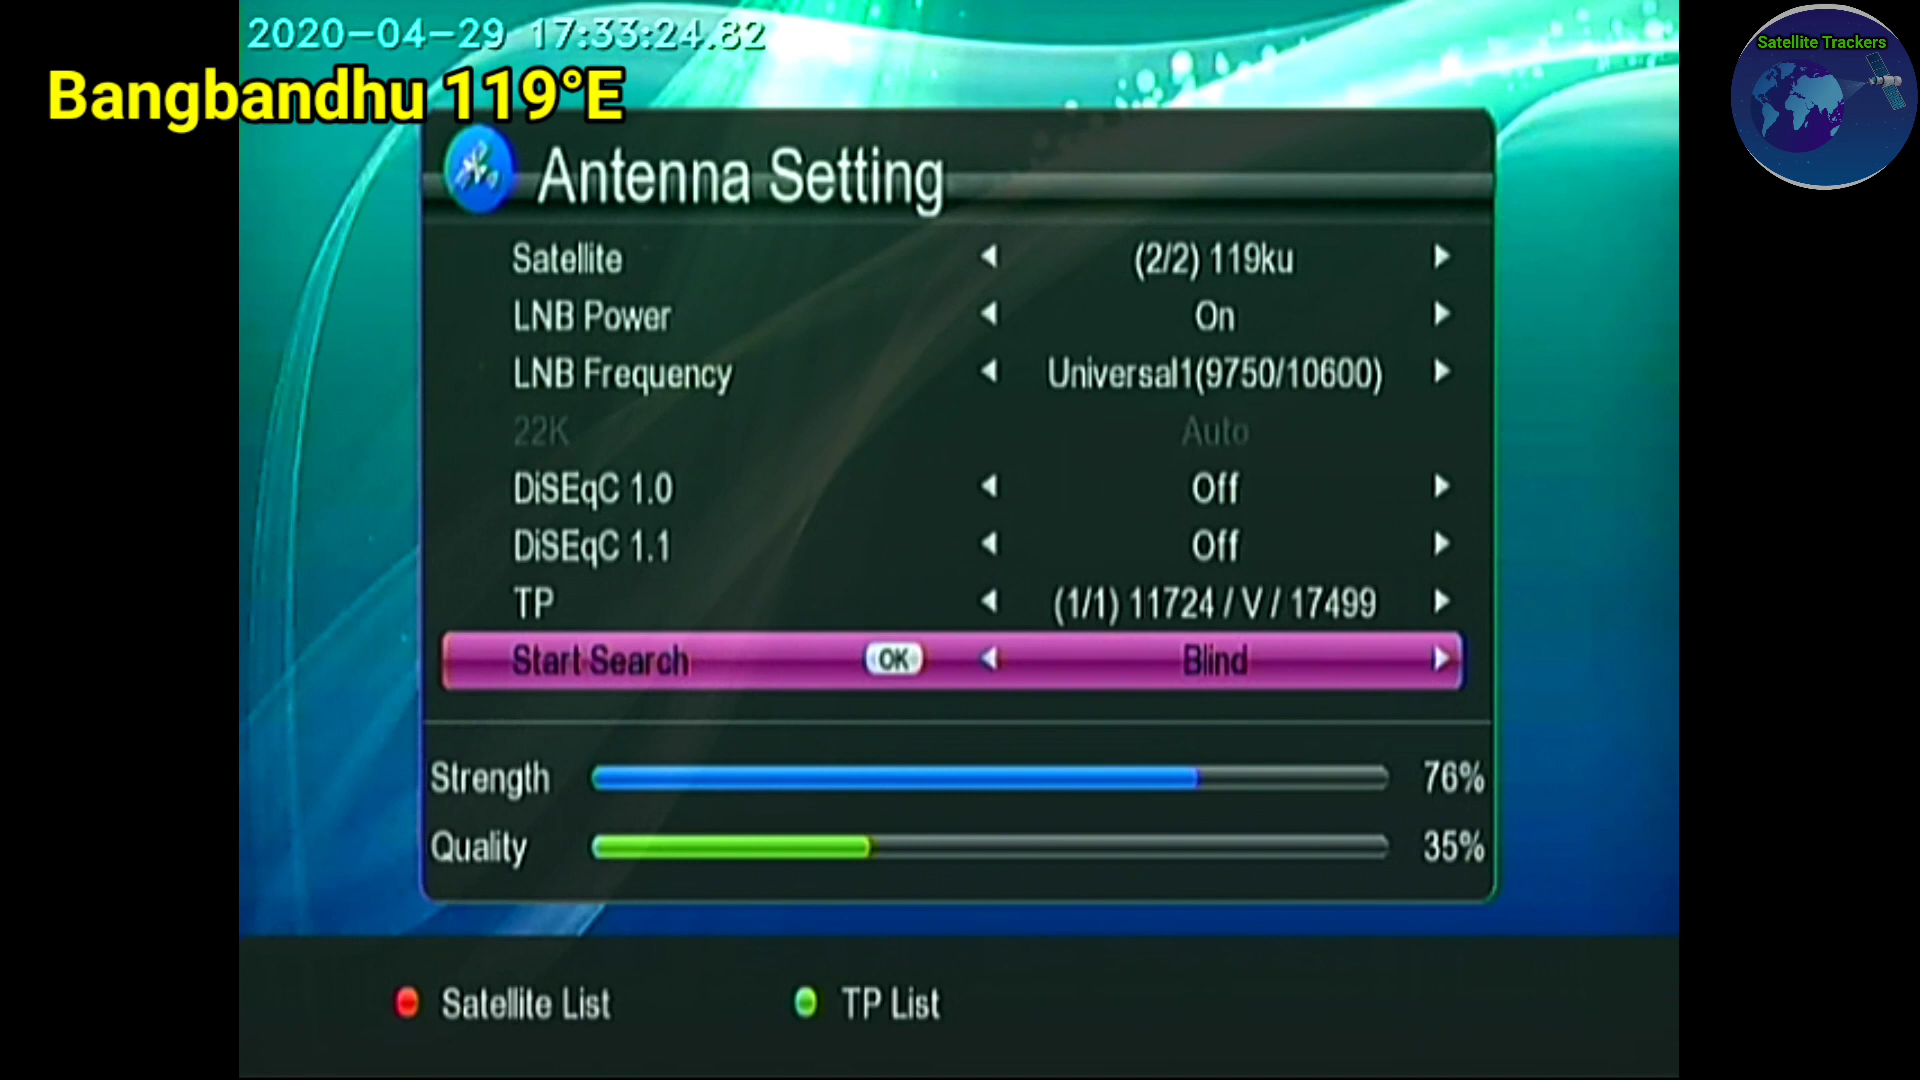 2020-04-29 17:33:24.82
Bangbandhu 119°E
Satellite Trackers
Antenna Setting
Satellite (2/2) 119ku
LNB Power On
LNB Frequency Universal1(9750/10600)
22K Auto
DiSEqC 1.0 Off
DiSEqC 1.1 Off
TP (1/1) 11724 / V / 17499
Start Search OK Blind
Strength 76%
Quality 35%
Satellite List TP List